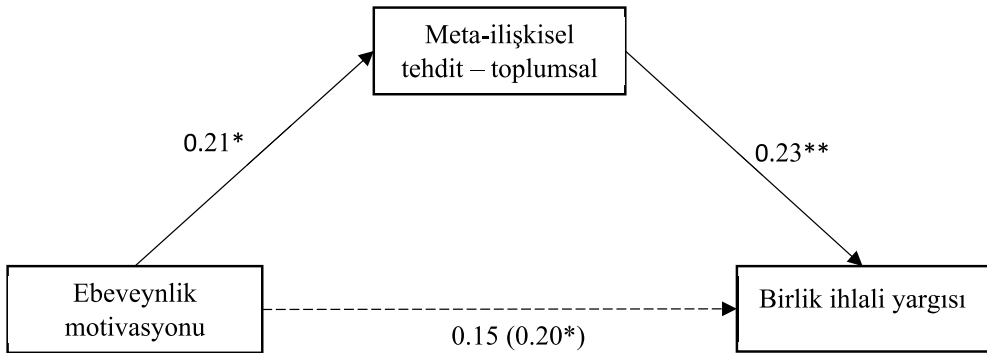 Meta-ilişkisel
tehdit – toplumsal
0.21*
0.23**
Ebeveynlik
motivasyonu
Birlik ihlali yargısı
0.15 (0.20*)